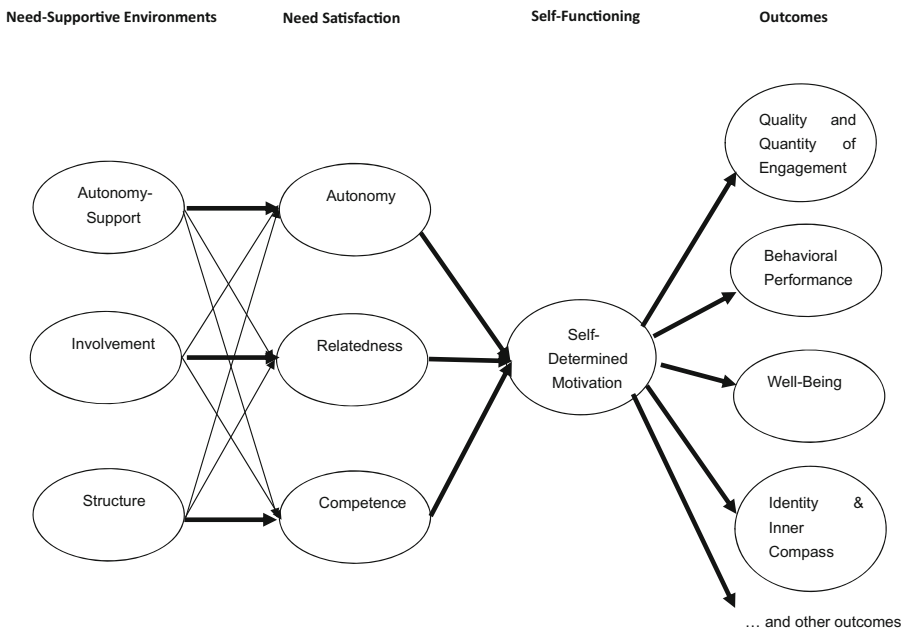 Need-Supportive Environments
Need Satisfaction
Self-Functioning
Outcomes
Autonomy-
Support
Involvement
Structure
Autonomy
Relatedness
Competence
Self-
Determined
Motivation
Quality and
Quantity of
Engagement
Behavioral
Performance
Well-Being
Identity &
Inner
Compass
... and other outcomes